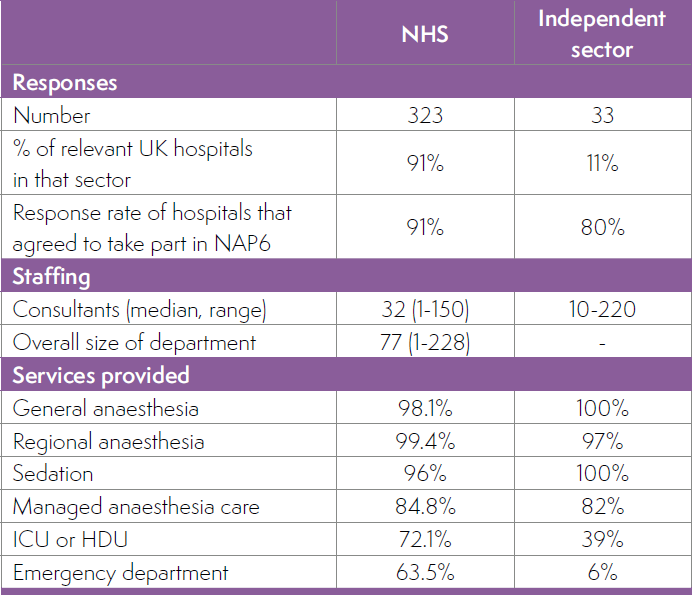 NHS Independent
sector
Responses
Number 323 33
% of relevant UK hospitals
in that sector 91% 11%
Response rate of hospitals that
agreed to take part in NAP6 91% 80%
Staffing
Consultants (median, range) 32 (1-150) 10-220
Overall size of department 77 (1-228) -
Services provided
General anaesthesia 98.1% 100%
Regional anaesthesia 99.4% 97%
Sedation 96% 100%
Managed anaesthesia care 84.8% 82%
ICU or HDU 72.1% 39%
Emergency department 63.5% 6%